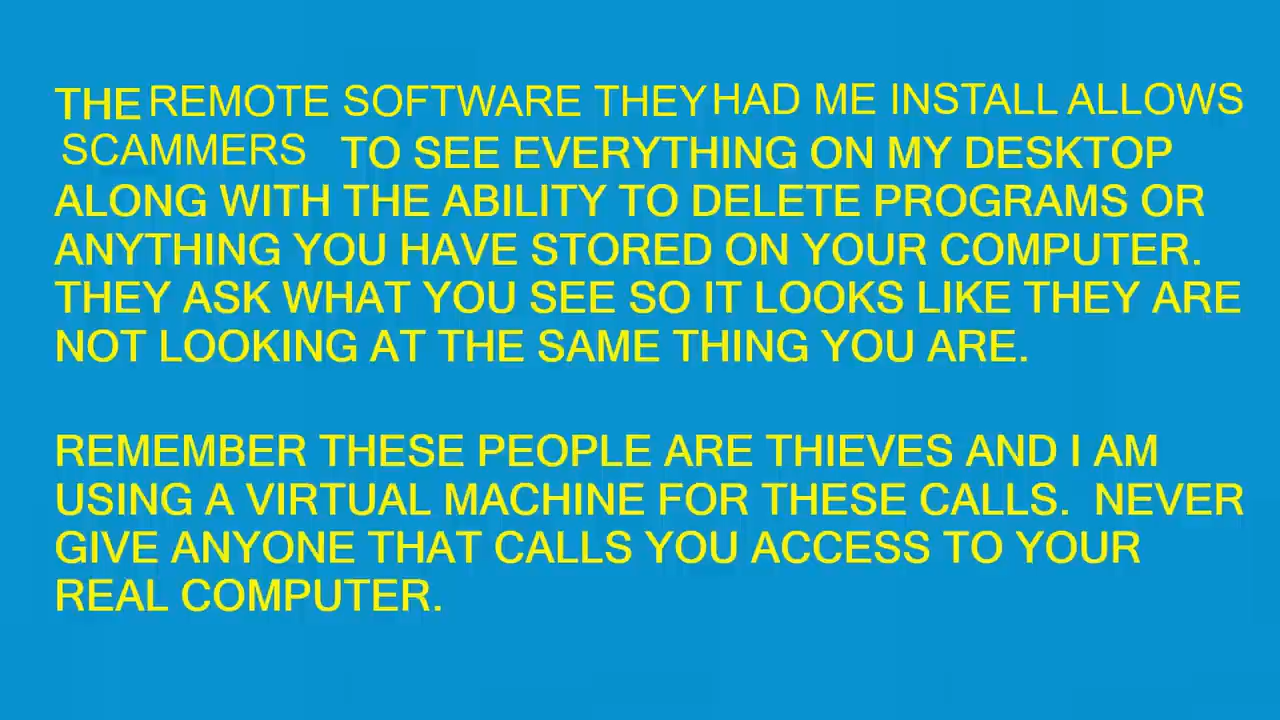 THE REMOTE SOFTWARE THEY HAD ME INSTALL ALLOWS
SCAMMERS TO SEE EVERYTHING ON MY DESKTOP
ALONG WITH THE ABILITY TO DELETE PROGRAMS OR
ANYTHING YOU HAVE STORED ON YOUR COMPUTER.
THEY ASK WHAT YOU SEE SO IT LOOKS LIKE THEY ARE
NOT LOOKING AT THE SAME THING YOU ARE.
REMEMBER THESE PEOPLE ARE THIEVES AND I AM
USING A VIRTUAL MACHINE FOR THESE CALLS. NEVER
GIVE ANYONE THAT CALLS YOU ACCESS TO YOUR
REAL COMPUTER.